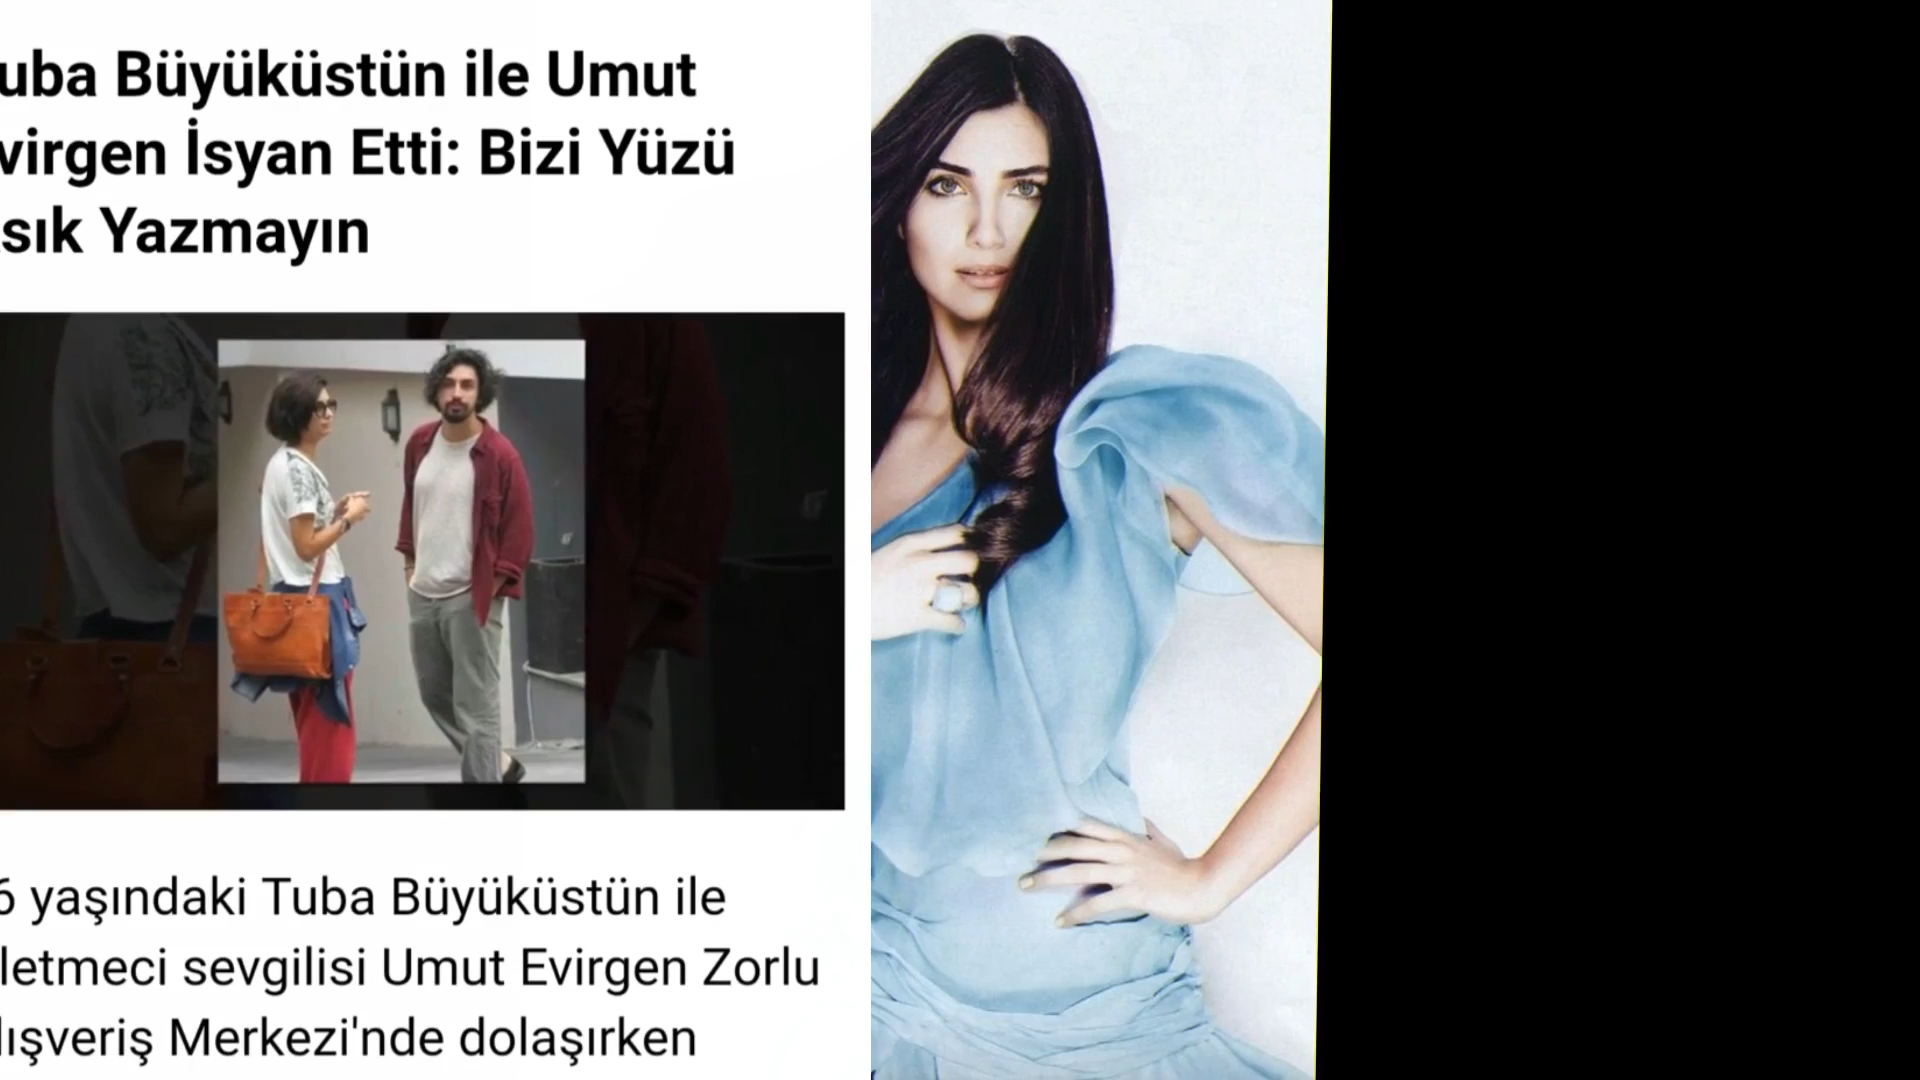 uba Büyüküstün ile Umut
virgen İsyan Etti: Bizi Yüzü
sık Yazmayın
6 yaşındaki Tuba Büyüküstün ile
letmeci sevgilisi Umut Evirgen Zorlu
lışveriş Merkezi'nde dolaşırken